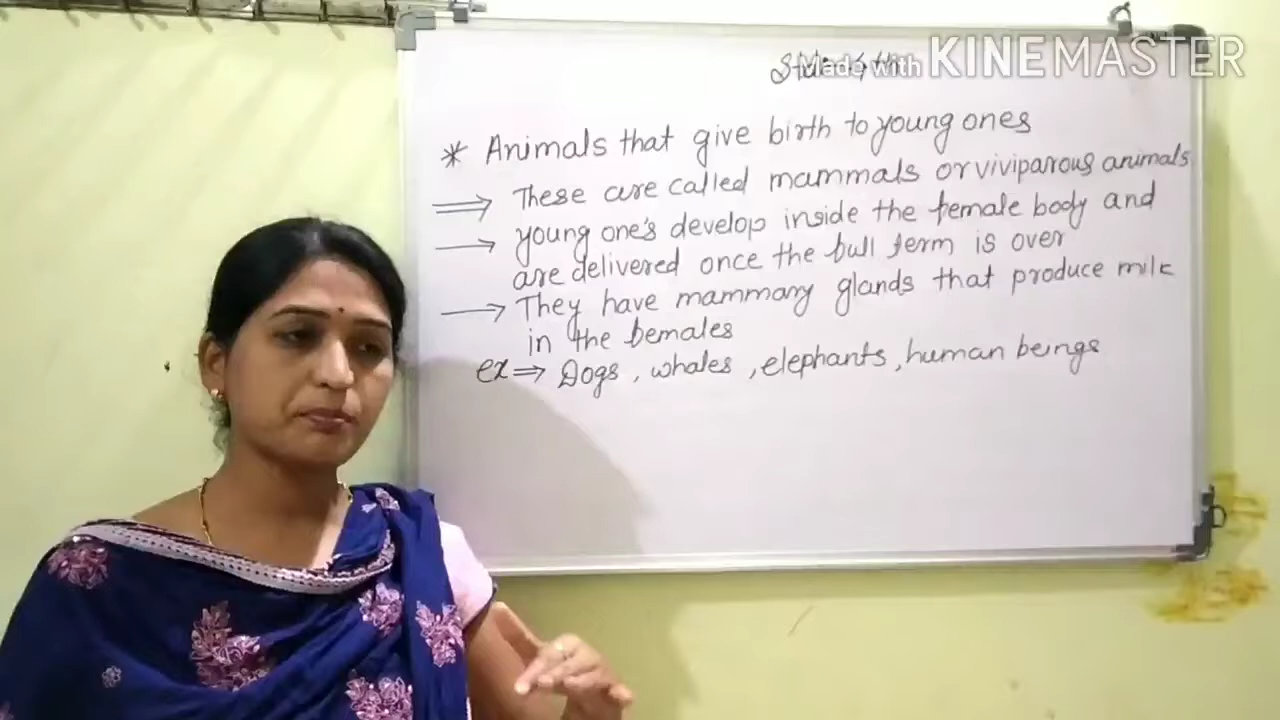 Made with KINEMASTER
* Animals that give birth to young ones
⇒ These are called mammals or viviparous animals
→ young one's develop inside the female body and
are delivered once the full term is over
→ They have mammary glands that produce milk
in the females
ex ⇒ Dogs, whales, elephants, human beings